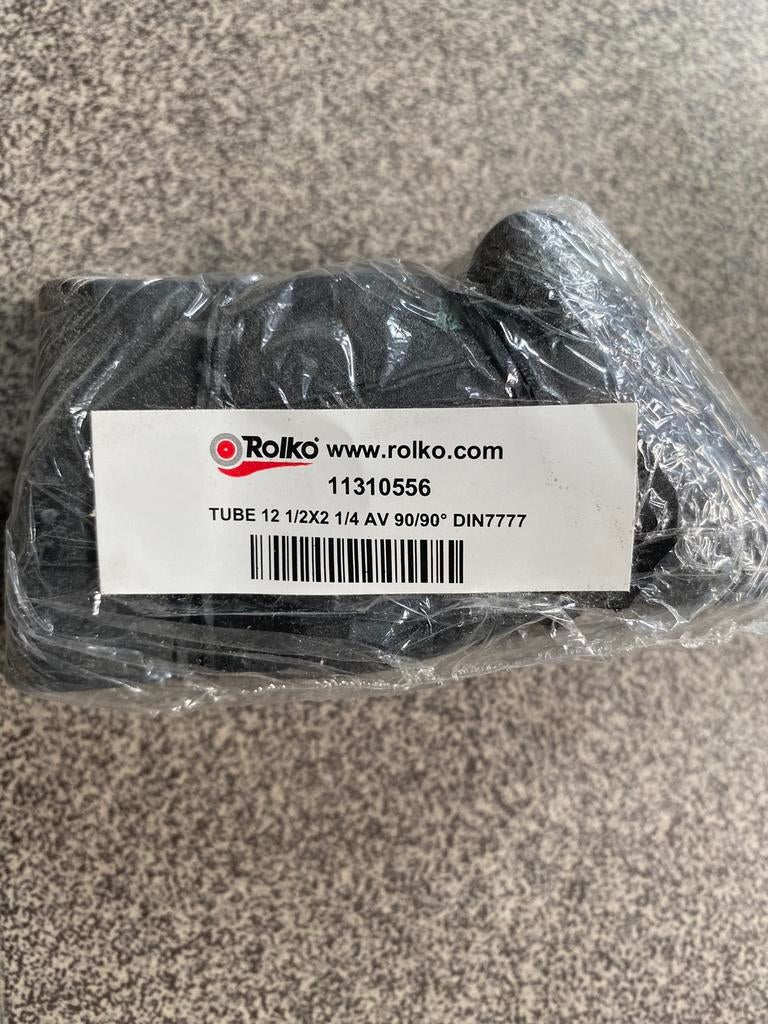 Rolko® www.rolko.com
11310556
TUBE 12 1/2X2 1/4 AV 90/90° DIN7777